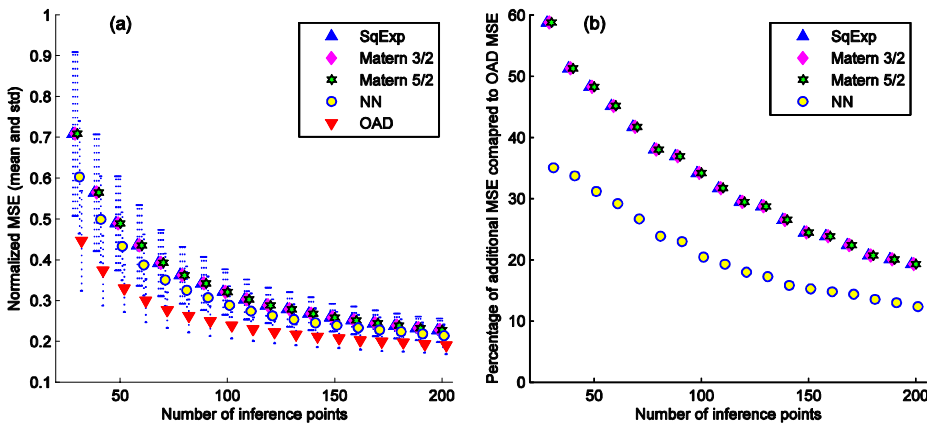 (a)
SqExp
Matern 3/2
Matern 5/2
NN
OAD
Normalized MSE (mean and std)
1
0.9
0.8
0.7
0.6
0.5
0.4
0.3
0.2
0.1
50
100
150
200
Number of inference points
(b)
SqExp
Matern 3/2
Matern 5/2
NN
Percentage of additional MSE comapred to OAD MSE
60
50
40
30
20
10
0
50
100
150
200
Number of inference points